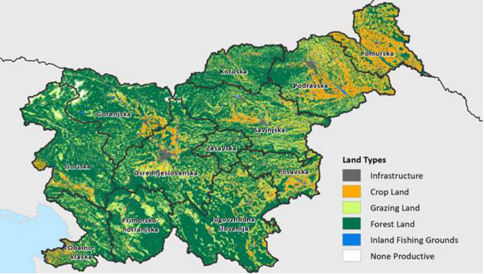 Pomurska
Koroška
Podravska
Gorenjska
Savinjska
Zasavska
Goriška
Osrednjeslovenska
Posavska
Primorsko-
notranjska
Jugovzhodna
Slovenija
Obalno-
kraška
Land Types
Infrastructure
Crop Land
Grazing Land
Forest Land
Inland Fishing Grounds
None Productive